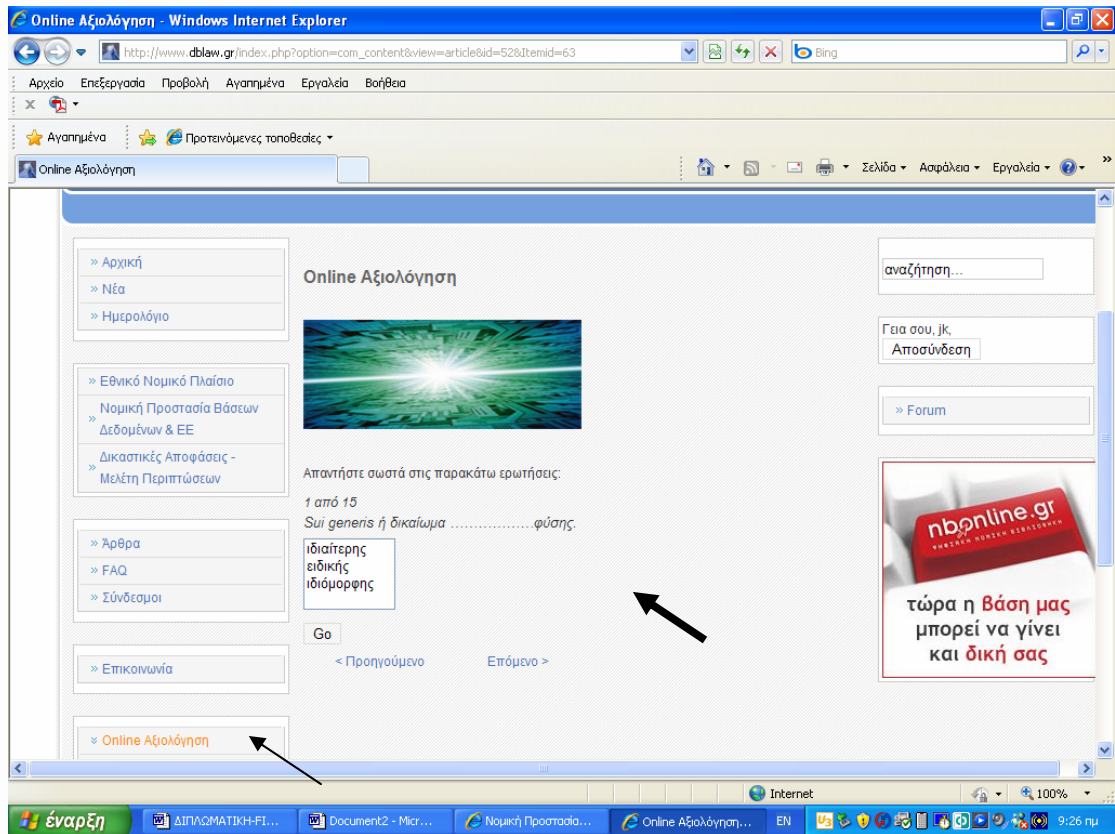 Online Αξιολόγηση - Windows Internet Explorer
http://www.dblaw.gr/index.php?option=com_content&view=article&id=52&Itemid=63
Bing
Αρχείο Επεξεργασία Προβολή Αγαπημένα Εργαλεία Βοήθεια
x
Αγαπημένα Προτεινόμενες τοποθεσίες
Online Αξιολόγηση
Σελίδα Ασφάλεια Εργαλεία »
» Αρχική
» Νέα
» Ημερολόγιο
» Εθνικό Νομικό Πλαίσιο
» Νομική Προστασία Βάσεων
Δεδομένων & ΕΕ
» Δικαστικές Αποφάσεις -
Μελέτη Περιπτώσεων
» Άρθρα
» FAQ
» Σύνδεσμοι
» Επικοινωνία
Online Αξιολόγηση
Online Αξιολόγηση
Απαντήστε σωστά στις παρακάτω ερωτήσεις:
1 από 15
Sui generis ή δικαίωμα ..................φύσης.
ιδιαίτερης
ειδικής
ιδιόμορφης
Go
< Προηγούμενο Επόμενο >
αναζήτηση...
Γεια σου, jk,
Αποσύνδεση
» Forum
nbonline.gr
ΨΗΦΙΑΚΗ ΝΟΜΙΚΗ ΒΙΒΛΙΟΘΗΚΗ
τώρα η βάση μας
μπορεί να γίνει
και δική σας
Internet 100%
έναρξη ΔΙΠΛΩΜΑΤΙΚΗ-FI... Document2 - Micr... Νομική Προστασία... Online Αξιολόγηση... EN 9:26 πμ